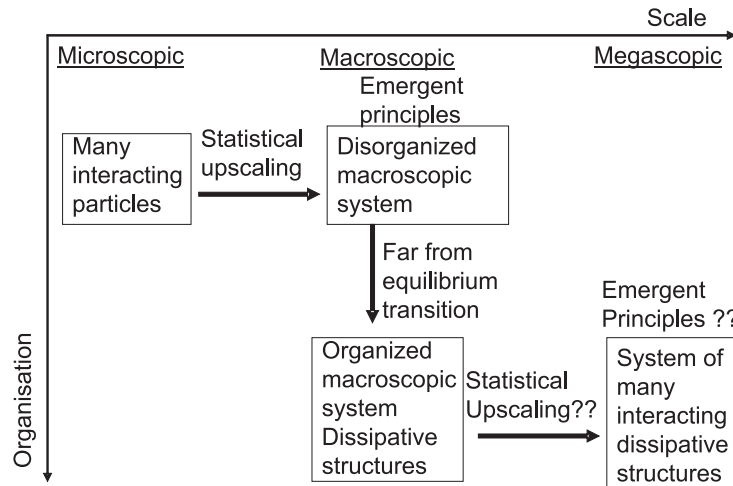 Scale
Microscopic
Macroscopic
Megascopic
Emergent
principles
Many
interacting
particles
Statistical
upscaling
Disorganized
macroscopic
system
Far from
equilibrium
transition
Organized
macroscopic
system
Dissipative
structures
Statistical
Upscaling??
Emergent
Principles ??
System of
many
interacting
dissipative
structures
Organisation